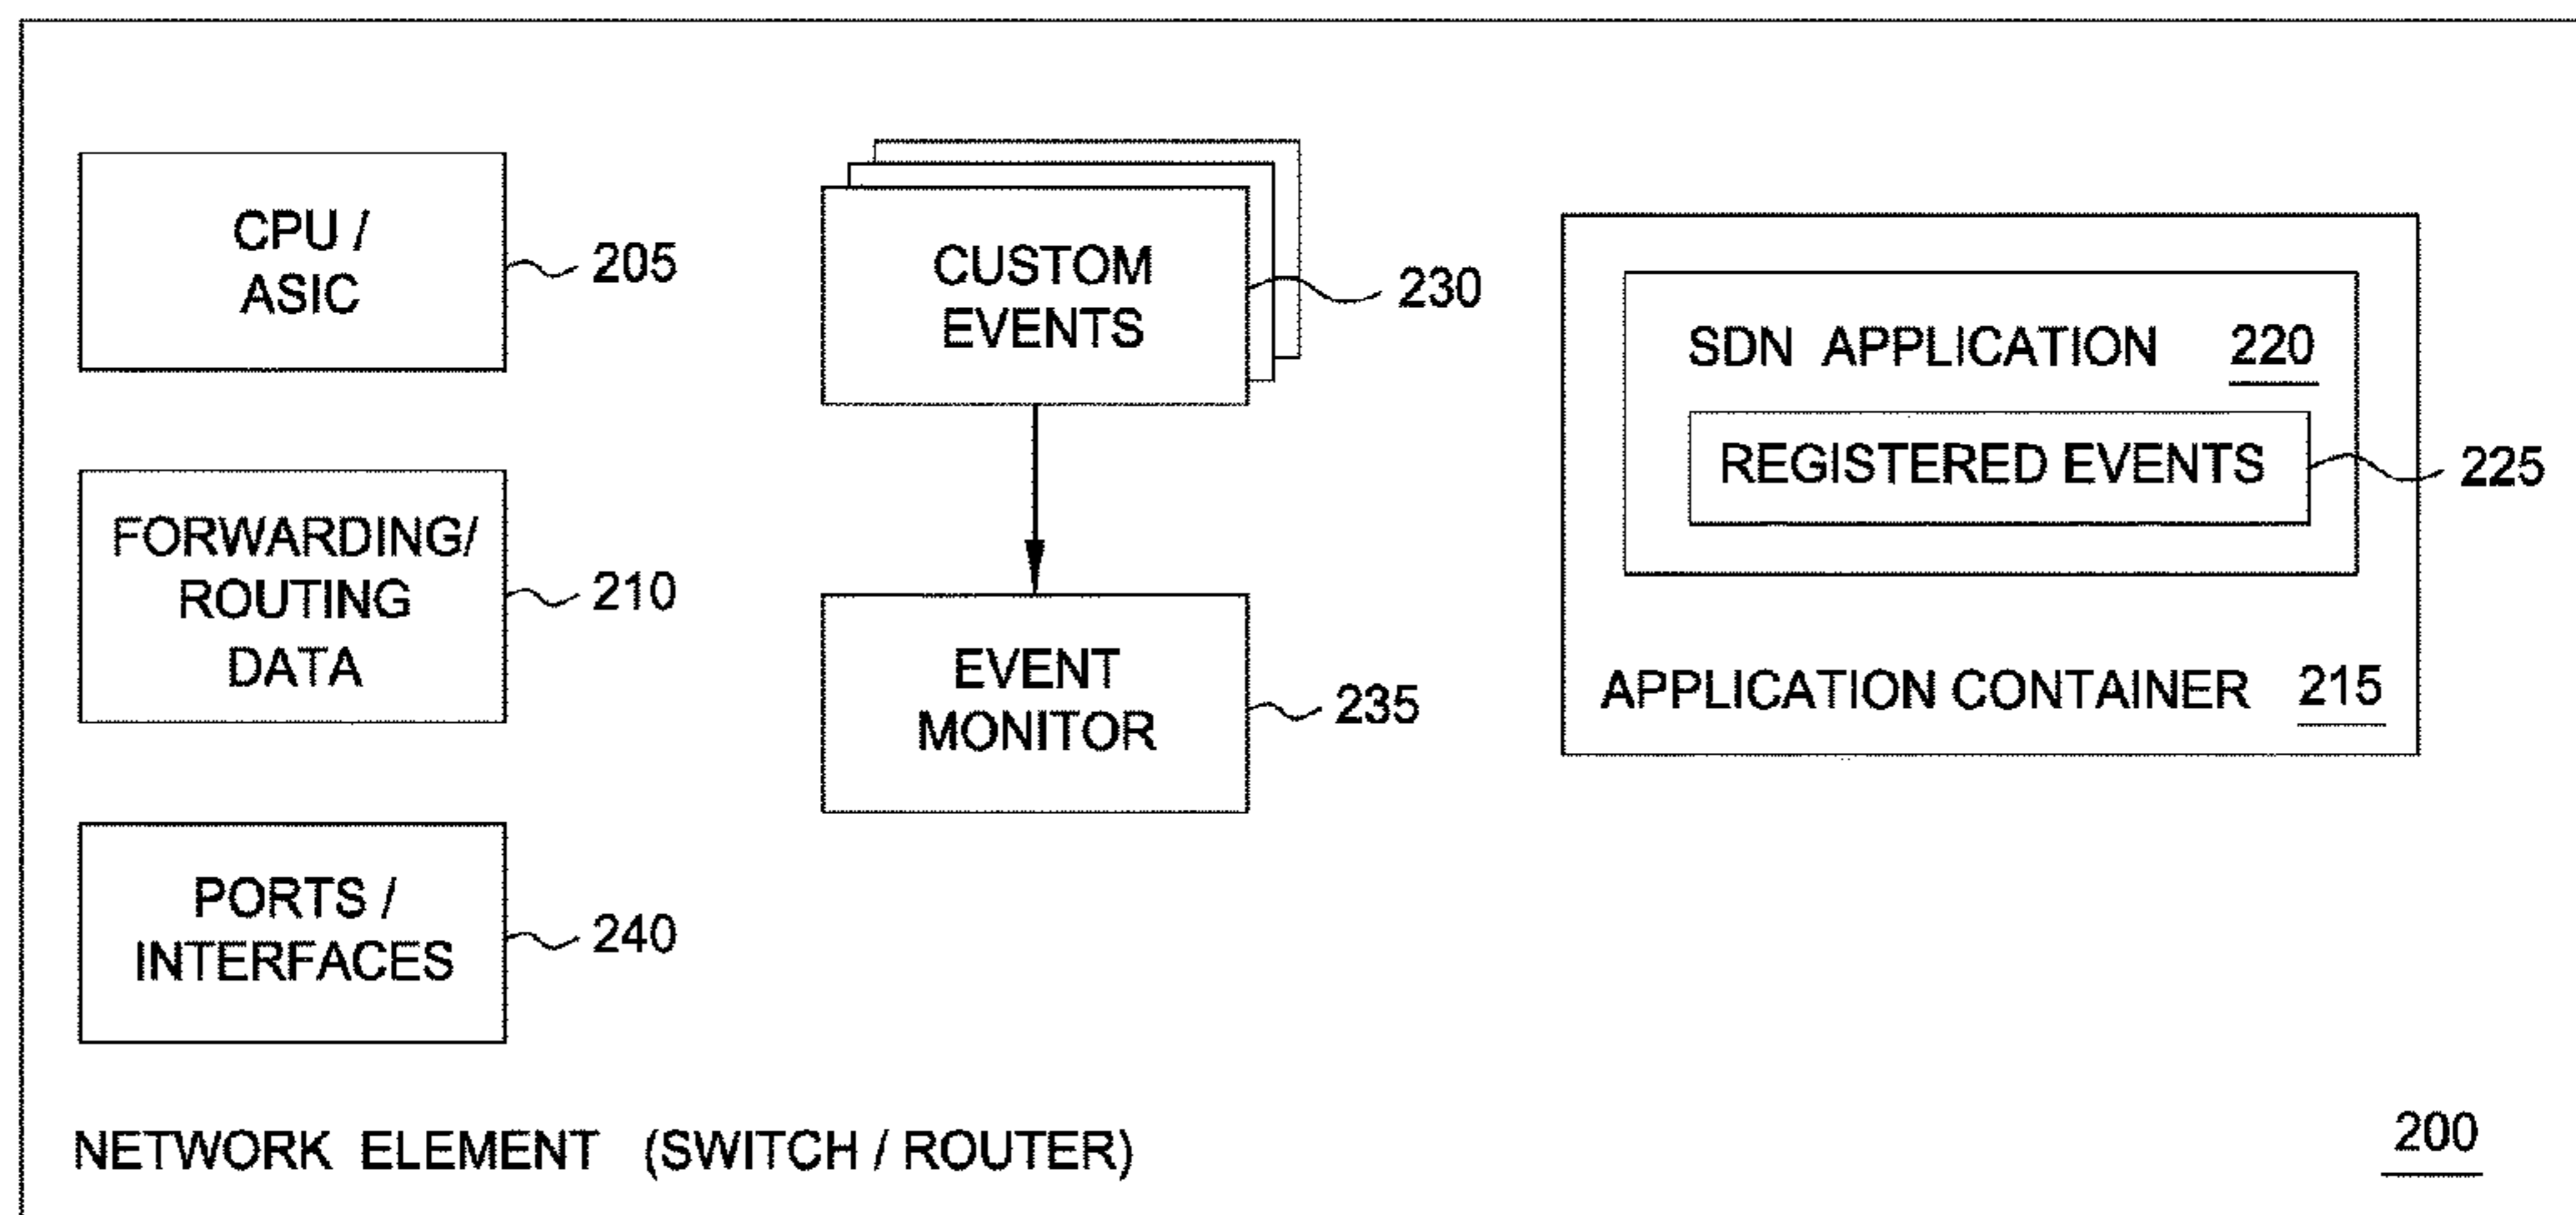 CPU /
ASIC
205
FORWARDING/
ROUTING
DATA
210
PORTS /
INTERFACES
240
CUSTOM
EVENTS
230
EVENT
MONITOR
235
SDN APPLICATION 220
REGISTERED EVENTS
225
APPLICATION CONTAINER 215
NETWORK ELEMENT (SWITCH / ROUTER)
200